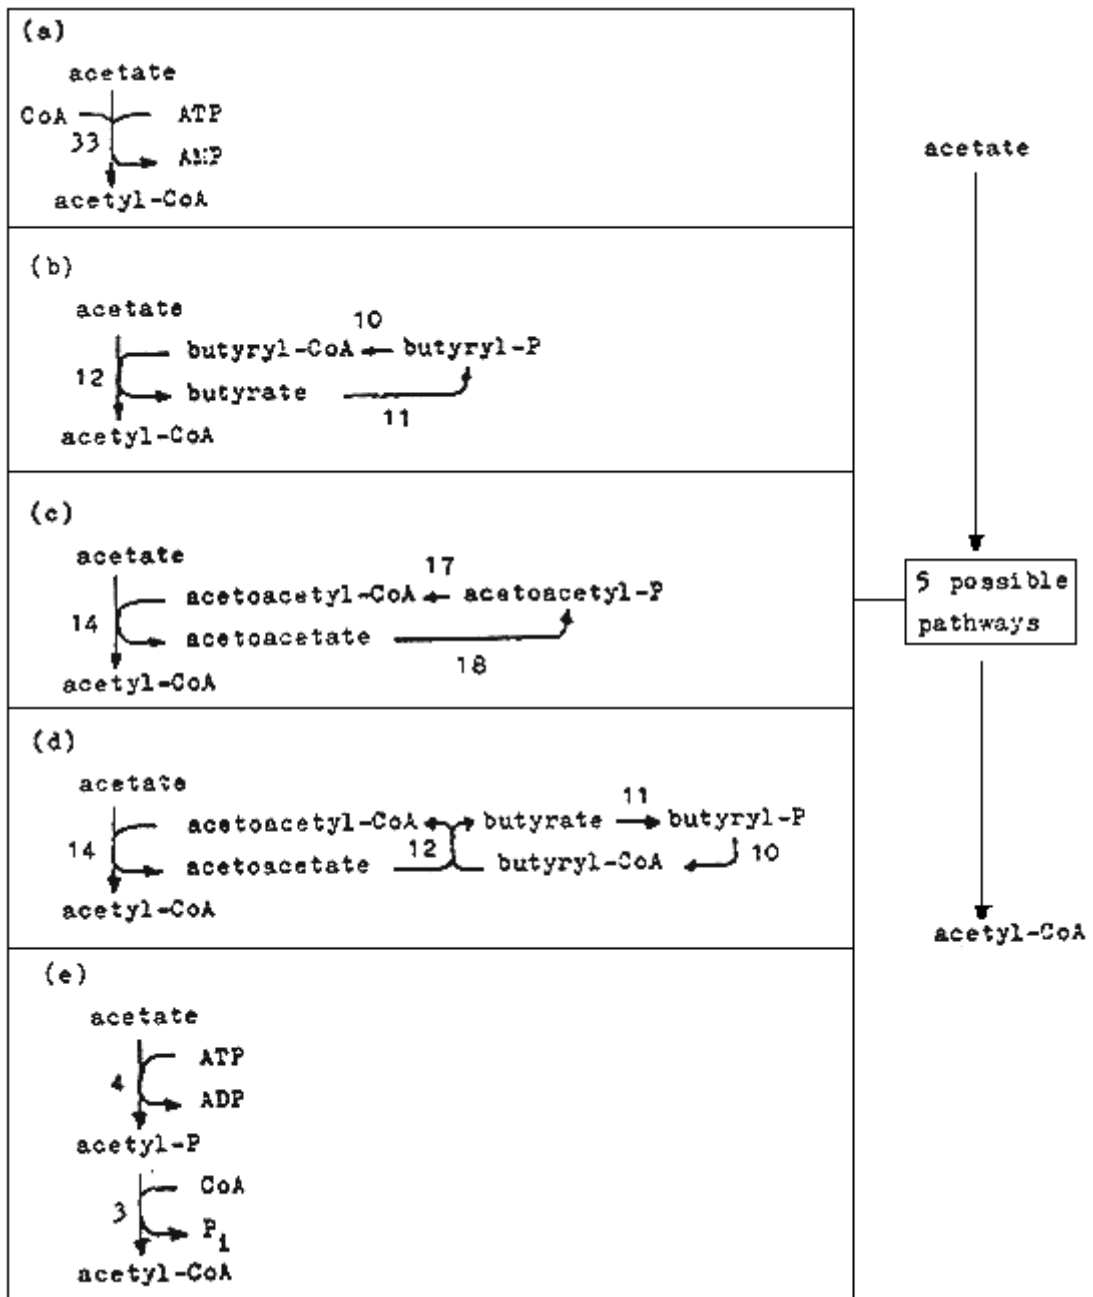 (a)
acetate
CoA ATP
33
AMP
acetyl-CoA
(b)
acetate
10
butyryl-CoA butyryl-P
12
butyrate
11
acetyl-CoA
(c)
acetate
17
acetoacetyl-CoA acetoacetyl-P
14
acetoacetate
18
acetyl-CoA
(d)
acetate
11
acetoacetyl-CoA butyrate butyryl-P
14 12 10
acetoacetate butyryl-CoA
acetyl-CoA
(e)
acetate
ATP
4
ADP
acetyl-P
CoA
3
Pi
acetyl-CoA
acetate
5 possible
pathways
acetyl-CoA